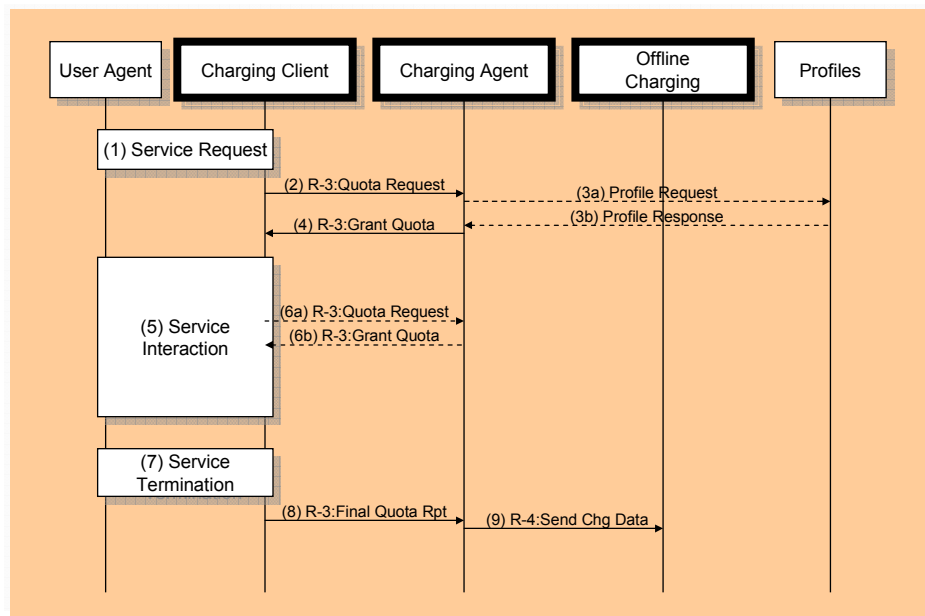 User Agent
Charging Client
Charging Agent
Offline
Charging
Profiles
(1) Service Request
(2) R-3:Quota Request
(3a) Profile Request
(3b) Profile Response
(4) R-3:Grant Quota
(5) Service
Interaction
(6a) R-3:Quota Request
(6b) R-3:Grant Quota
(7) Service
Termination
(8) R-3:Final Quota Rpt
(9) R-4:Send Chg Data